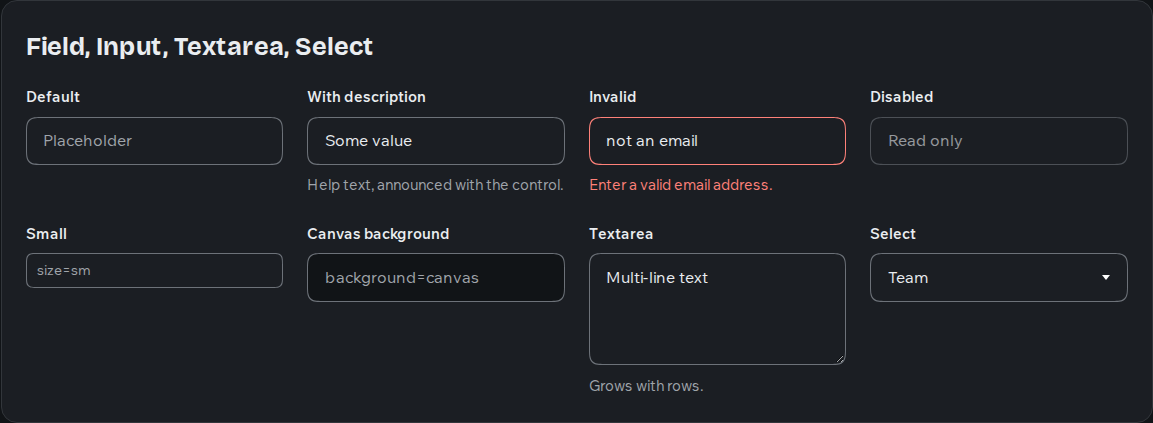 Field, Input, Textarea, Select
Default
Placeholder
With description
Some value
Help text, announced with the control.
Invalid
not an email
Enter a valid email address.
Disabled
Read only
Small
size=sm
Canvas background
background=canvas
Textarea
Multi-line text
Grows with rows.
Select
Team